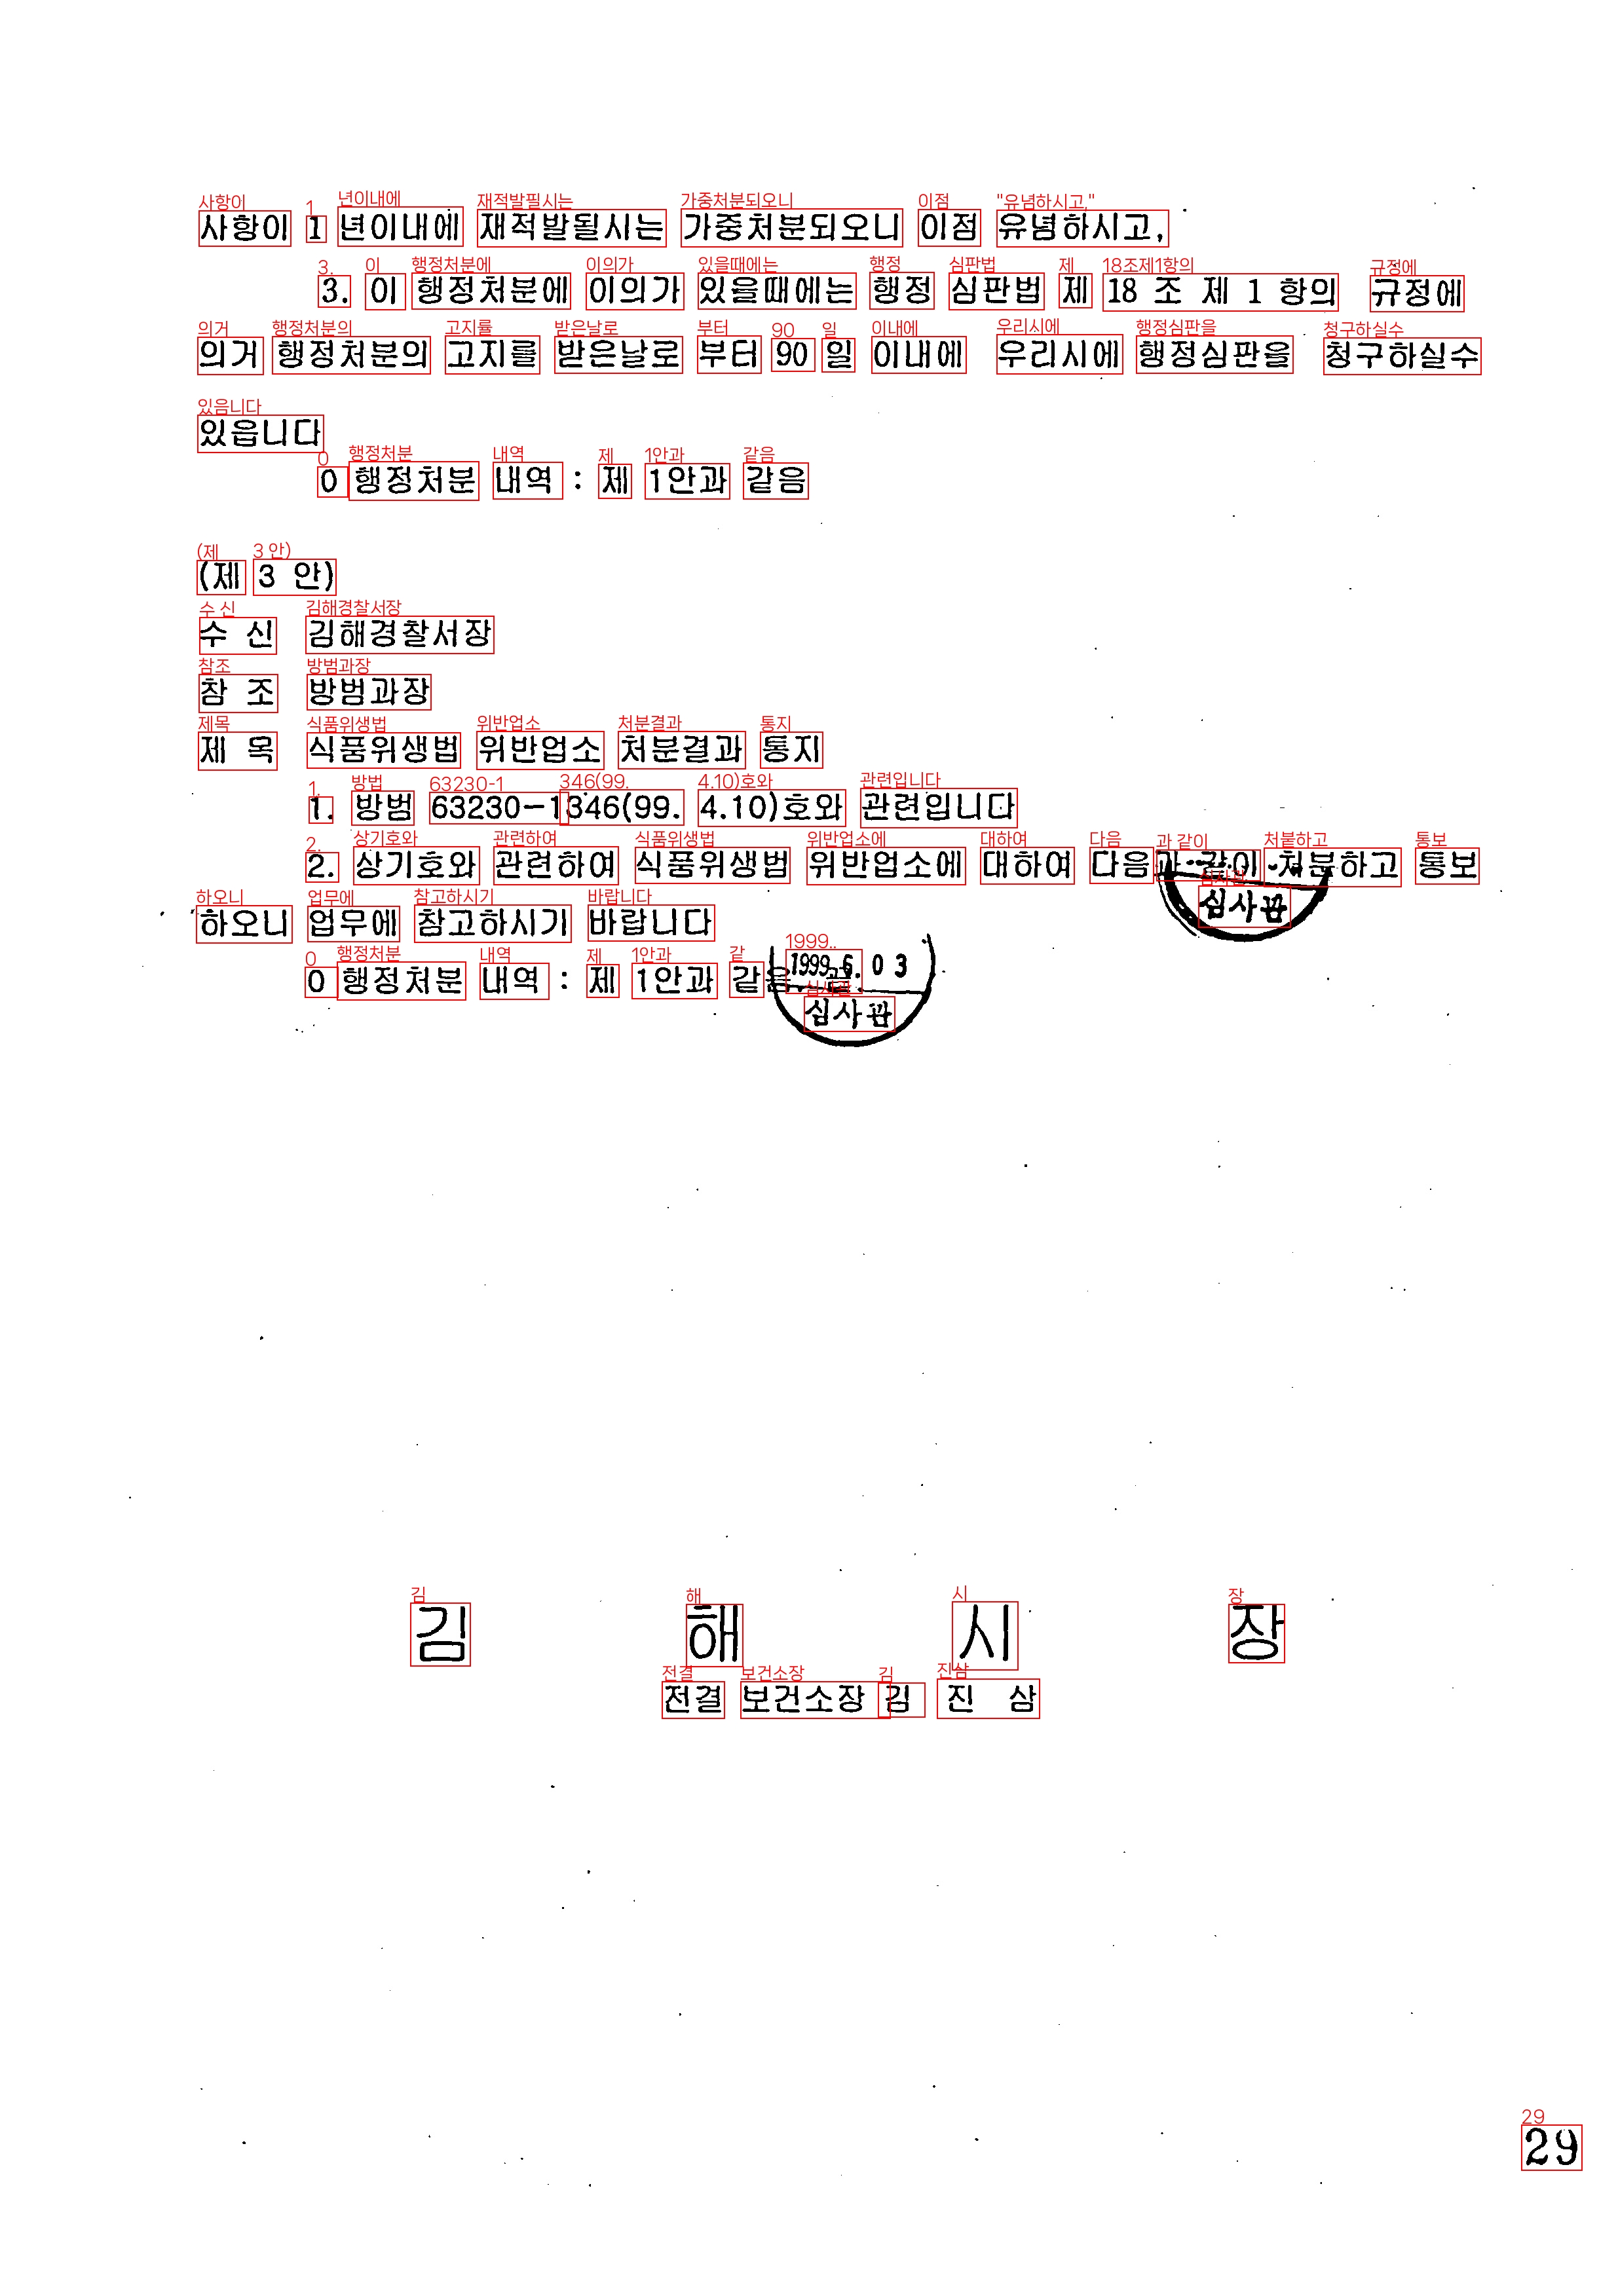 사항이 1 년이내에 재적발될시는 가중처분되오니 이점 유념하시고,
3. 이 행정처분에 이의가 있을때에는 행정 심판법 제 18 조 제 1 항의 규정에
의거 행정처분의 고지를 받은날로 부터 90 일 이내에 우리시에 행정심판을 청구하실수
있읍니다
0 행정처분 내역 : 제 1안과 같음
(제 3 안)
수 신 김해경찰서장
참 조 방범과장
제 목 식품위생법 위반업소 처분결과 통지
1. 방범 63230-1346(99. 4.10)호와 관련입니다
2. 상기호와 관련하여 식품위생법 위반업소에 대하여 다음과 같이 처분하고 통보
심사관
하오니 업무에 참고하시기 바랍니다
0 행정처분 내역 : 제 1안과 같음. 끝.
1999. 6. 03
심사관
김 해 시 장
전결 보건소장 김 진 삼
29